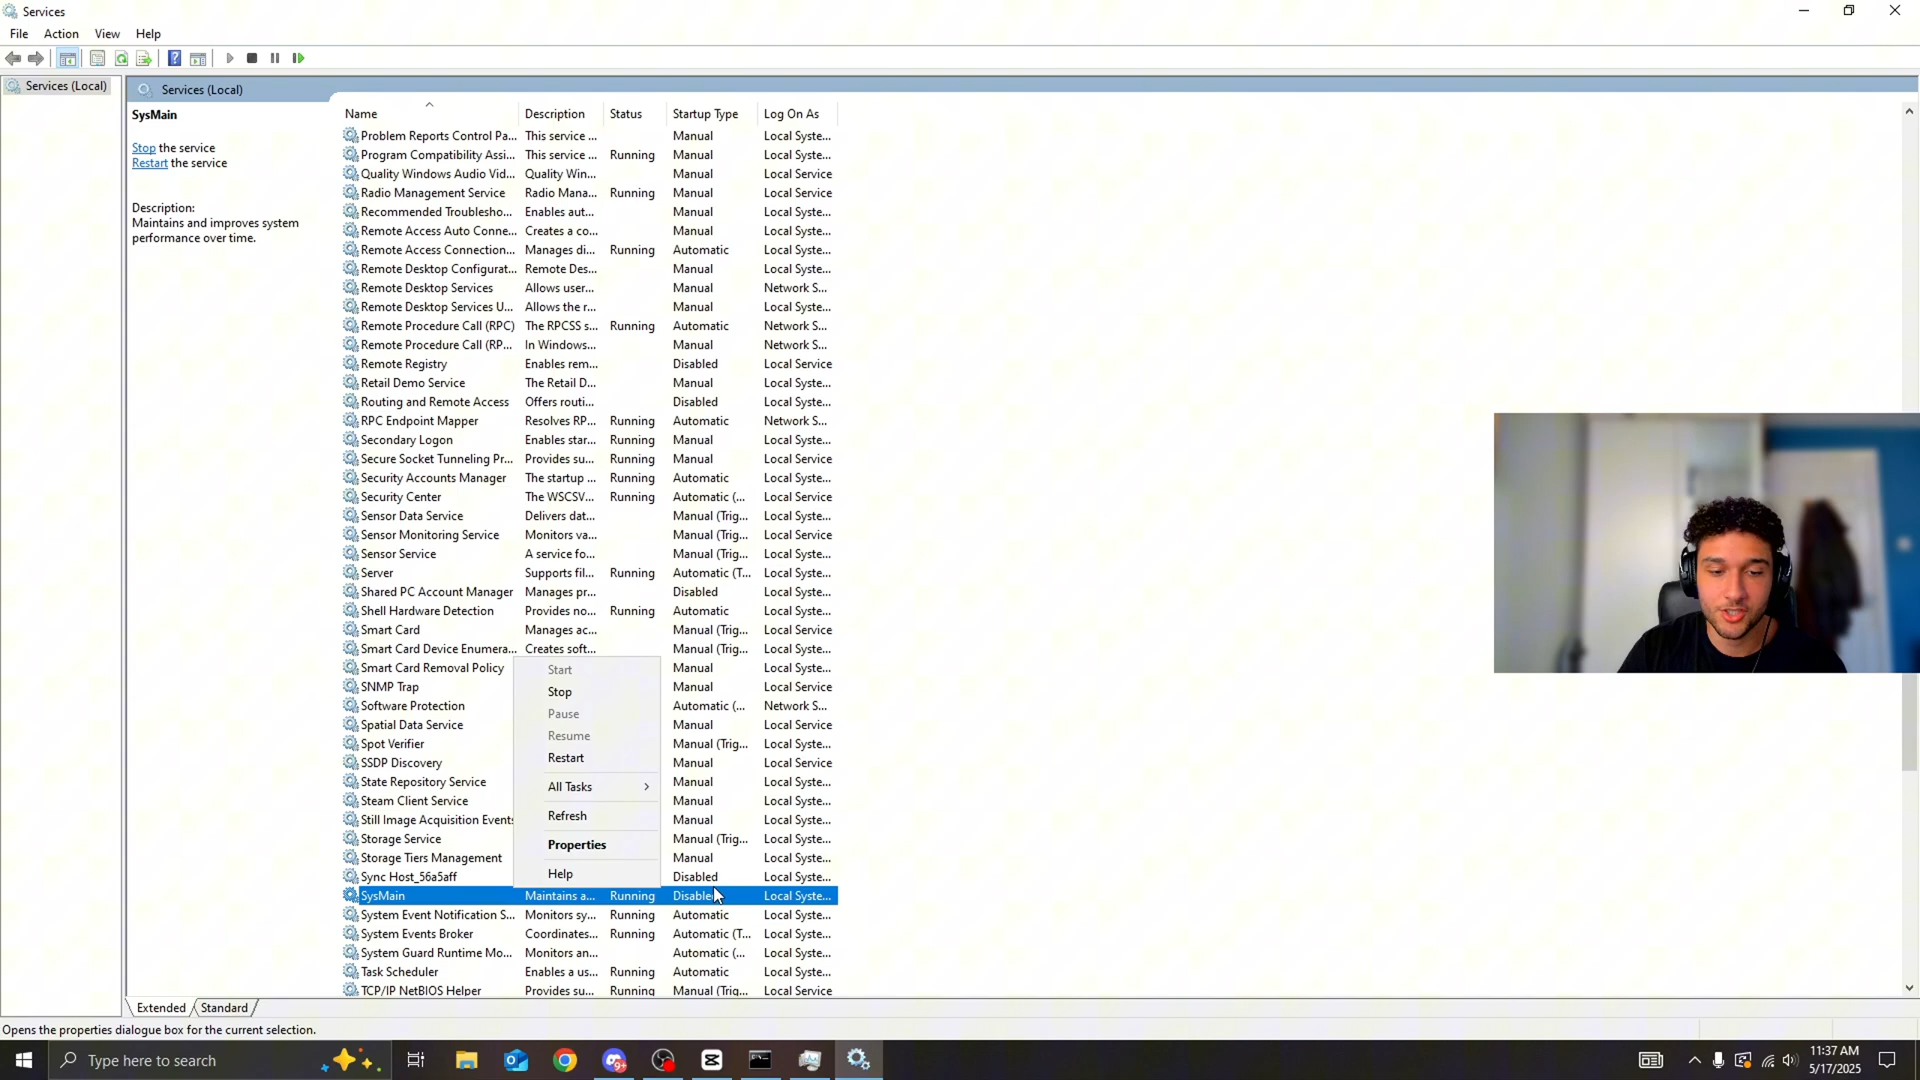 Services
File Action View Help
Services (Local)
Services (Local)
SysMain
Stop the service
Restart the service
Description:
Maintains and improves system
performance over time.
Name Description Status Startup Type Log On As
Problem Reports Control Pa... This service ... Manual Local Syste...
Program Compatibility Assi... This service ... Running Manual Local Syste...
Quality Windows Audio Vid... Quality Win... Manual Local Service
Radio Management Service Radio Mana... Running Manual Local Service
Recommended Troublesho... Enables aut... Manual Local Syste...
Remote Access Auto Conne... Creates a co... Manual Local Syste...
Remote Access Connection... Manages di... Running Automatic Local Syste...
Remote Desktop Configurat... Remote Des... Manual Local Syste...
Remote Desktop Services Allows user... Manual Network S...
Remote Desktop Services U... Allows the r... Manual Local Syste...
Remote Procedure Call (RPC) The RPCSS s... Running Automatic Network S...
Remote Procedure Call (RP... In Windows... Manual Network S...
Remote Registry Enables rem... Disabled Local Service
Retail Demo Service The Retail D... Manual Local Syste...
Routing and Remote Access Offers routi... Disabled Local Syste...
RPC Endpoint Mapper Resolves RP... Running Automatic Network S...
Secondary Logon Enables star... Running Manual Local Syste...
Secure Socket Tunneling Pr... Provides su... Running Manual Local Service
Security Accounts Manager The startup ... Running Automatic Local Syste...
Security Center The WSCSV... Running Automatic (... Local Service
Sensor Data Service Delivers dat... Manual (Trig... Local Syste...
Sensor Monitoring Service Monitors va... Manual (Trig... Local Service
Sensor Service A service fo... Manual (Trig... Local Syste...
Server Supports fil... Running Automatic (T... Local Syste...
Shared PC Account Manager Manages pr... Disabled Local Syste...
Shell Hardware Detection Provides no... Running Automatic Local Syste...
Smart Card Manages ac... Manual (Trig... Local Service
Smart Card Device Enumera... Creates soft... Manual (Trig... Local Syste...
Smart Card Removal Policy Manual Local Syste...
SNMP Trap Manual Local Service
Software Protection Automatic (... Network S...
Spatial Data Service Manual Local Service
Spot Verifier Manual (Trig... Local Syste...
SSDP Discovery Manual Local Service
State Repository Service Manual Local Syste...
Steam Client Service Manual Local Syste...
Still Image Acquisition Events Manual Local Syste...
Storage Service Manual (Trig... Local Syste...
Storage Tiers Management Manual Local Syste...
Sync Host_56a5aff Disabled Local Syste...
SysMain Maintains a... Running Disabled Local Syste...
System Event Notification S... Monitors sy... Running Automatic Local Syste...
System Events Broker Coordinates... Running Automatic (T... Local Syste...
System Guard Runtime Mo... Monitors an... Automatic (... Local Syste...
Task Scheduler Enables a us... Running Automatic Local Syste...
TCP/IP NetBIOS Helper Provides su... Running Manual (Trig... Local Service
Start
Stop
Pause
Resume
Restart
All Tasks
Refresh
Properties
Help
Extended Standard
Opens the properties dialogue box for the current selection.
Type here to search
9+
11:37 AM
5/17/2025